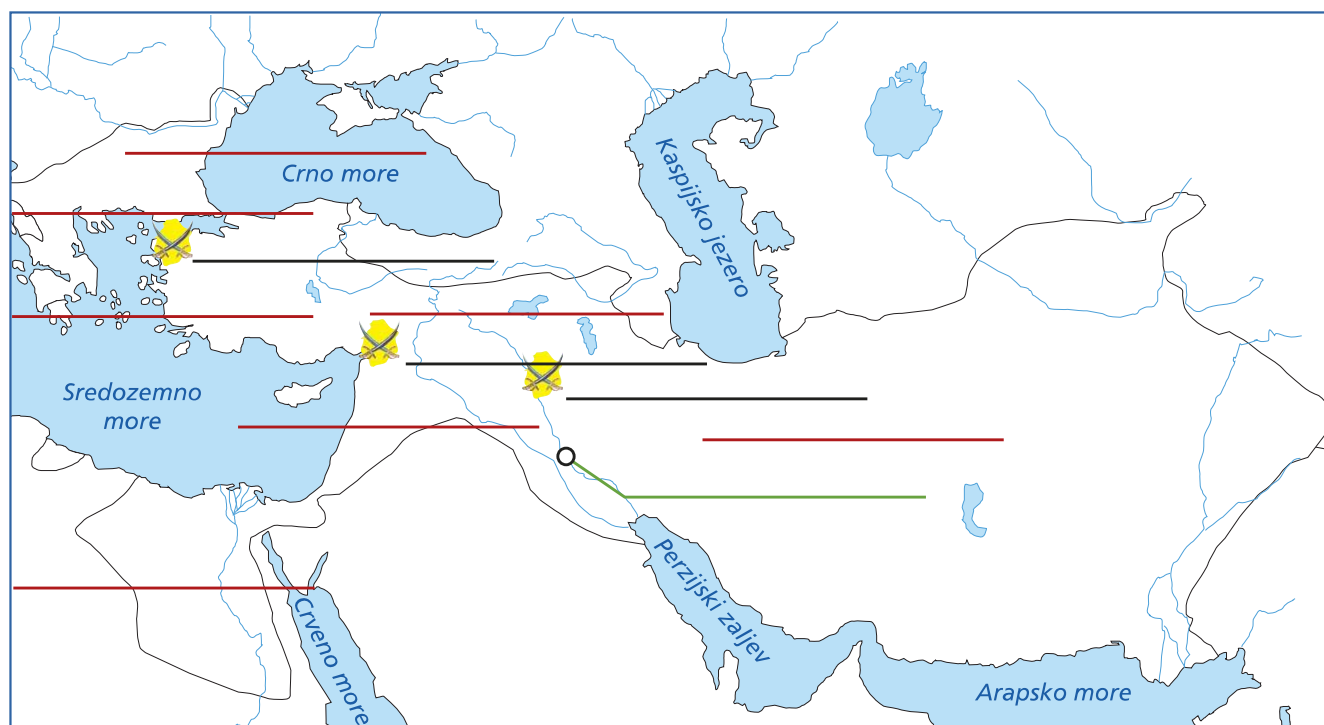 Crno more
Kaspijsko jezero
Sredozemno
more
Perzijski zaljev
Crveno more
Arapsko more